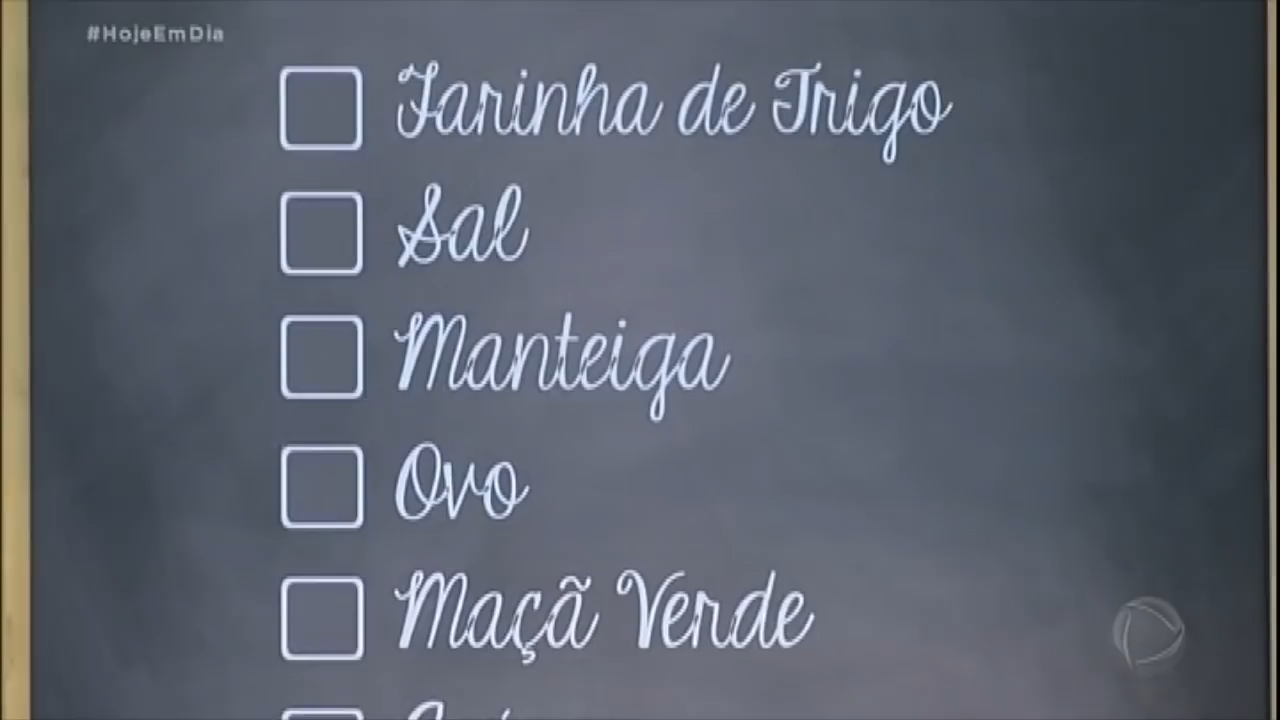 #HojeEmDia
Farinha de Trigo
Sal
Manteiga
Ovo
Maçã Verde